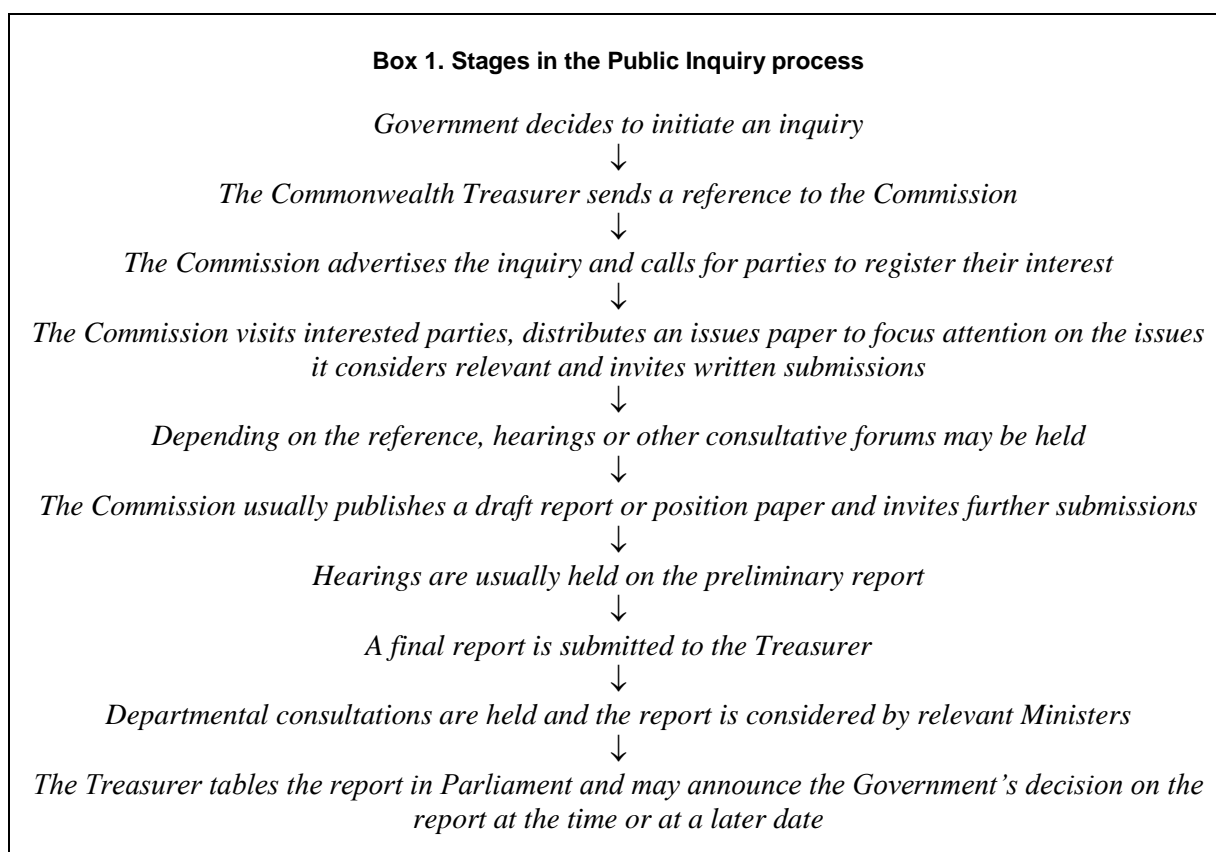 Box 1. Stages in the Public Inquiry process
Government decides to initiate an inquiry
↓
The Commonwealth Treasurer sends a reference to the Commission
↓
The Commission advertises the inquiry and calls for parties to register their interest
↓
The Commission visits interested parties, distributes an issues paper to focus attention on the issues
it considers relevant and invites written submissions
↓
Depending on the reference, hearings or other consultative forums may be held
↓
The Commission usually publishes a draft report or position paper and invites further submissions
↓
Hearings are usually held on the preliminary report
↓
A final report is submitted to the Treasurer
↓
Departmental consultations are held and the report is considered by relevant Ministers
↓
The Treasurer tables the report in Parliament and may announce the Government’s decision on the
report at the time or at a later date